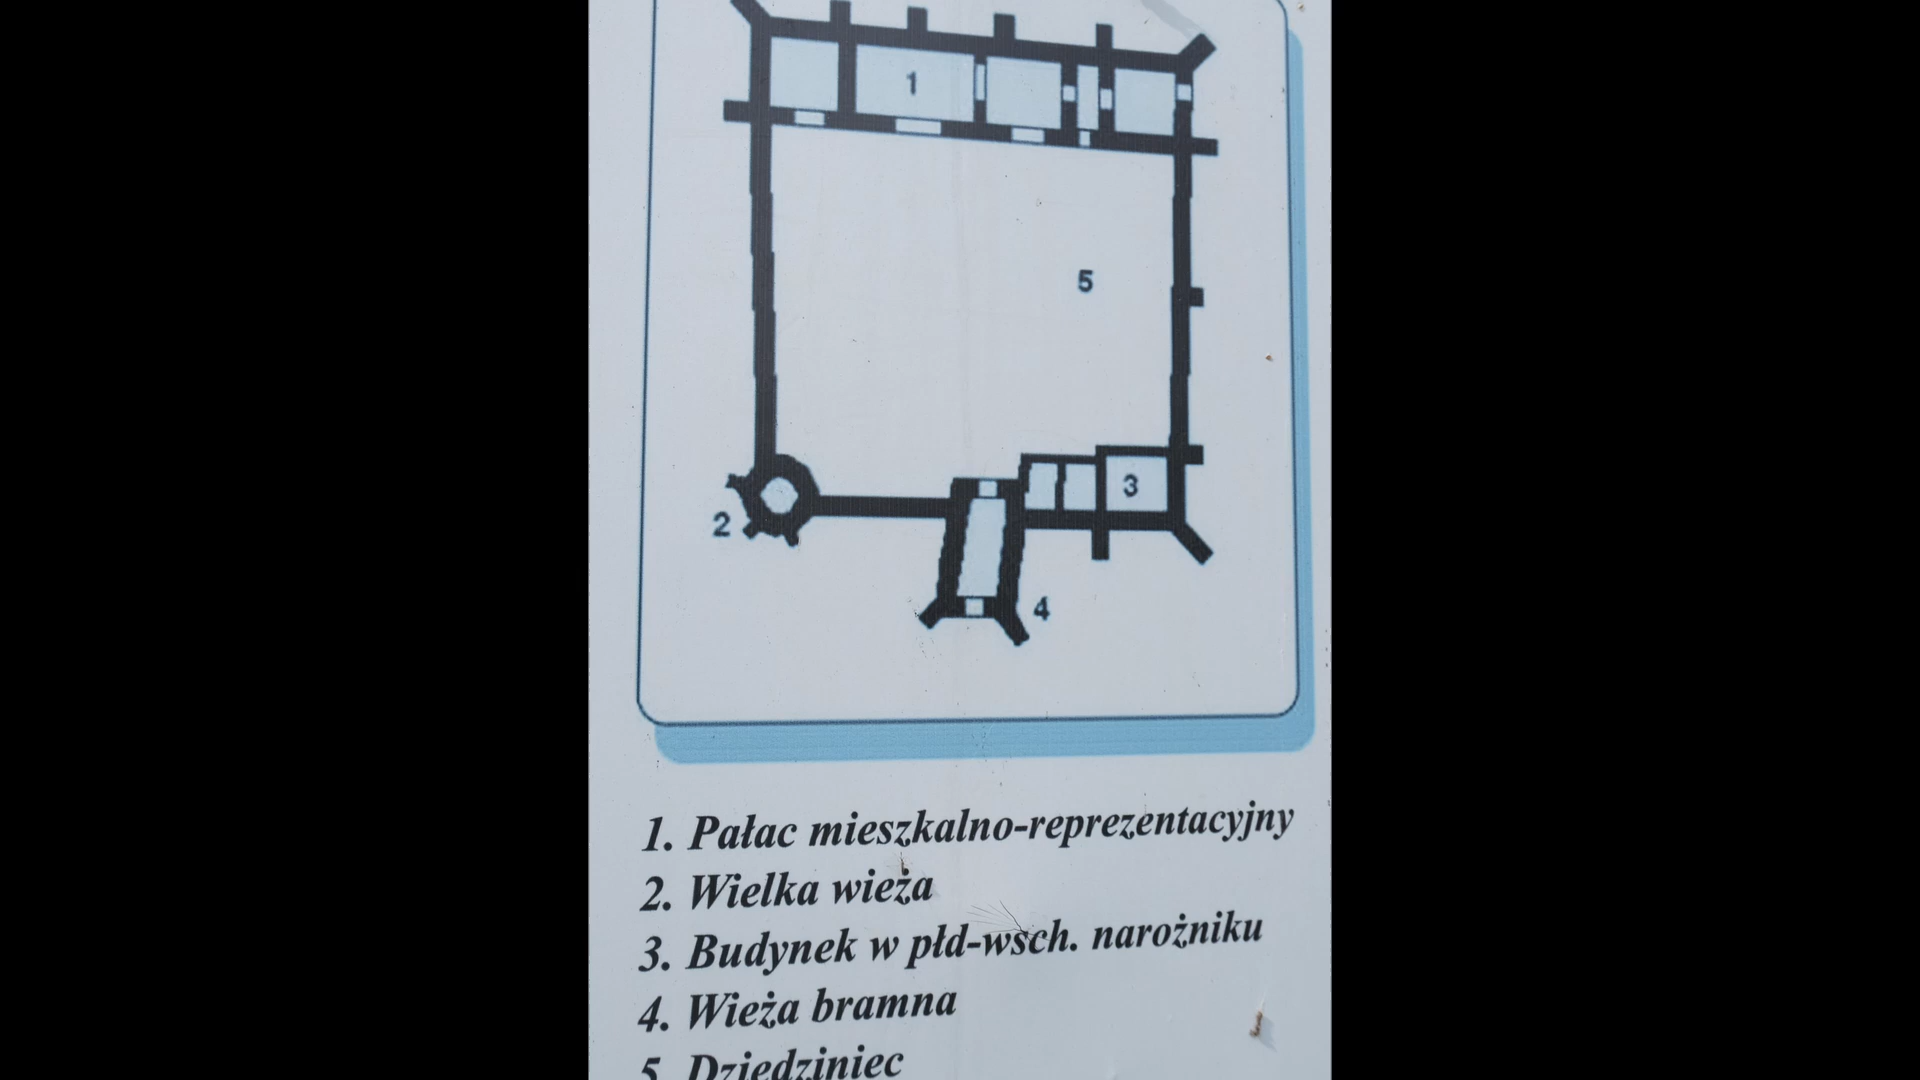 1
5
3
2
4
1. Pałac mieszkalno-reprezentacyjny
2. Wielka wieża
3. Budynek w płd-wsch. narożniku
4. Wieża bramna
5. Dziedziniec